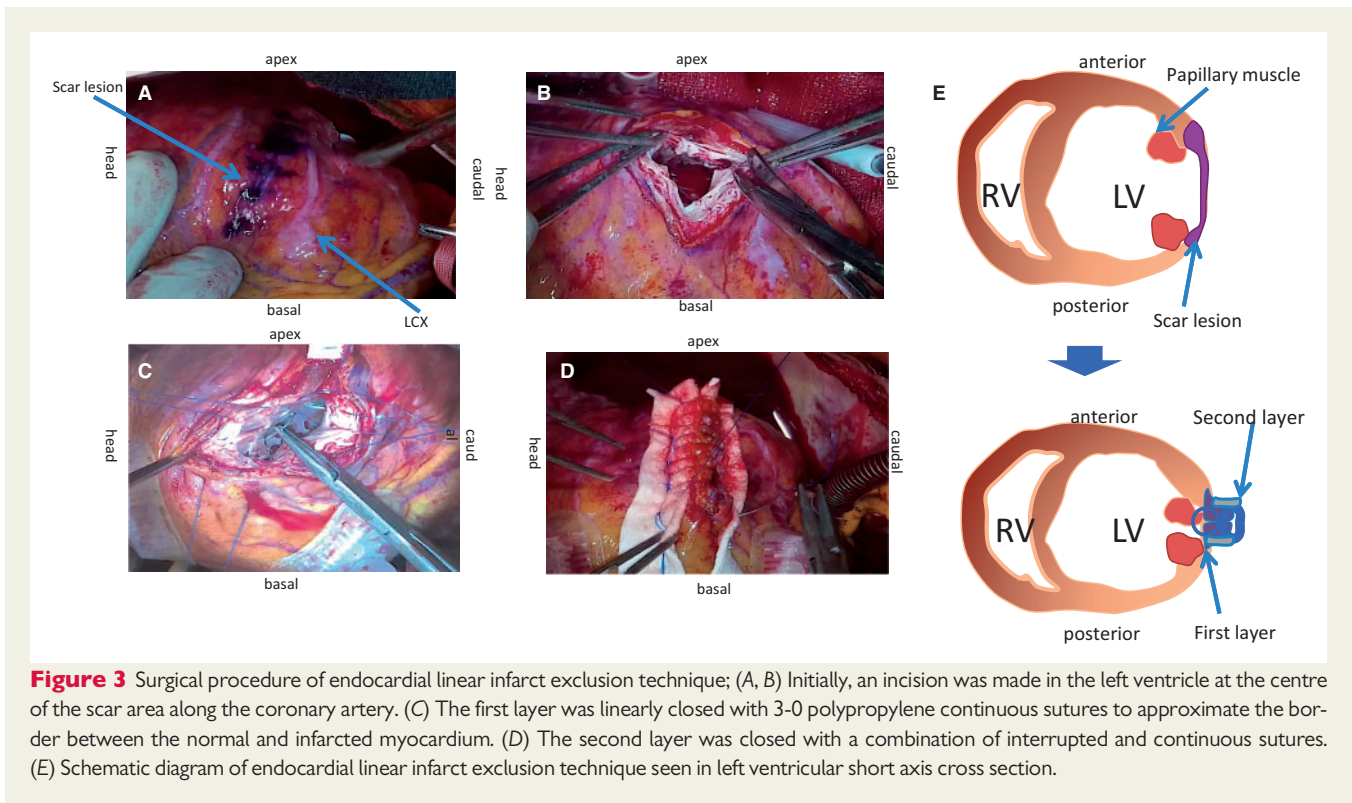 apex
Scar lesion
A
head
caudal
basal
LCX
apex
B
head
caudal
basal
apex
C
head
caud
al
basal
apex
D
head
caudal
basal
E
anterior
Papillary muscle
RV
LV
posterior
Scar lesion
anterior
Second layer
RV
LV
posterior
First layer
Figure 3 Surgical procedure of endocardial linear infarct exclusion technique; (A, B) Initially, an incision was made in the left ventricle at the centre
of the scar area along the coronary artery. (C) The first layer was linearly closed with 3-0 polypropylene continuous sutures to approximate the bor-
der between the normal and infarcted myocardium. (D) The second layer was closed with a combination of interrupted and continuous sutures.
(E) Schematic diagram of endocardial linear infarct exclusion technique seen in left ventricular short axis cross section.